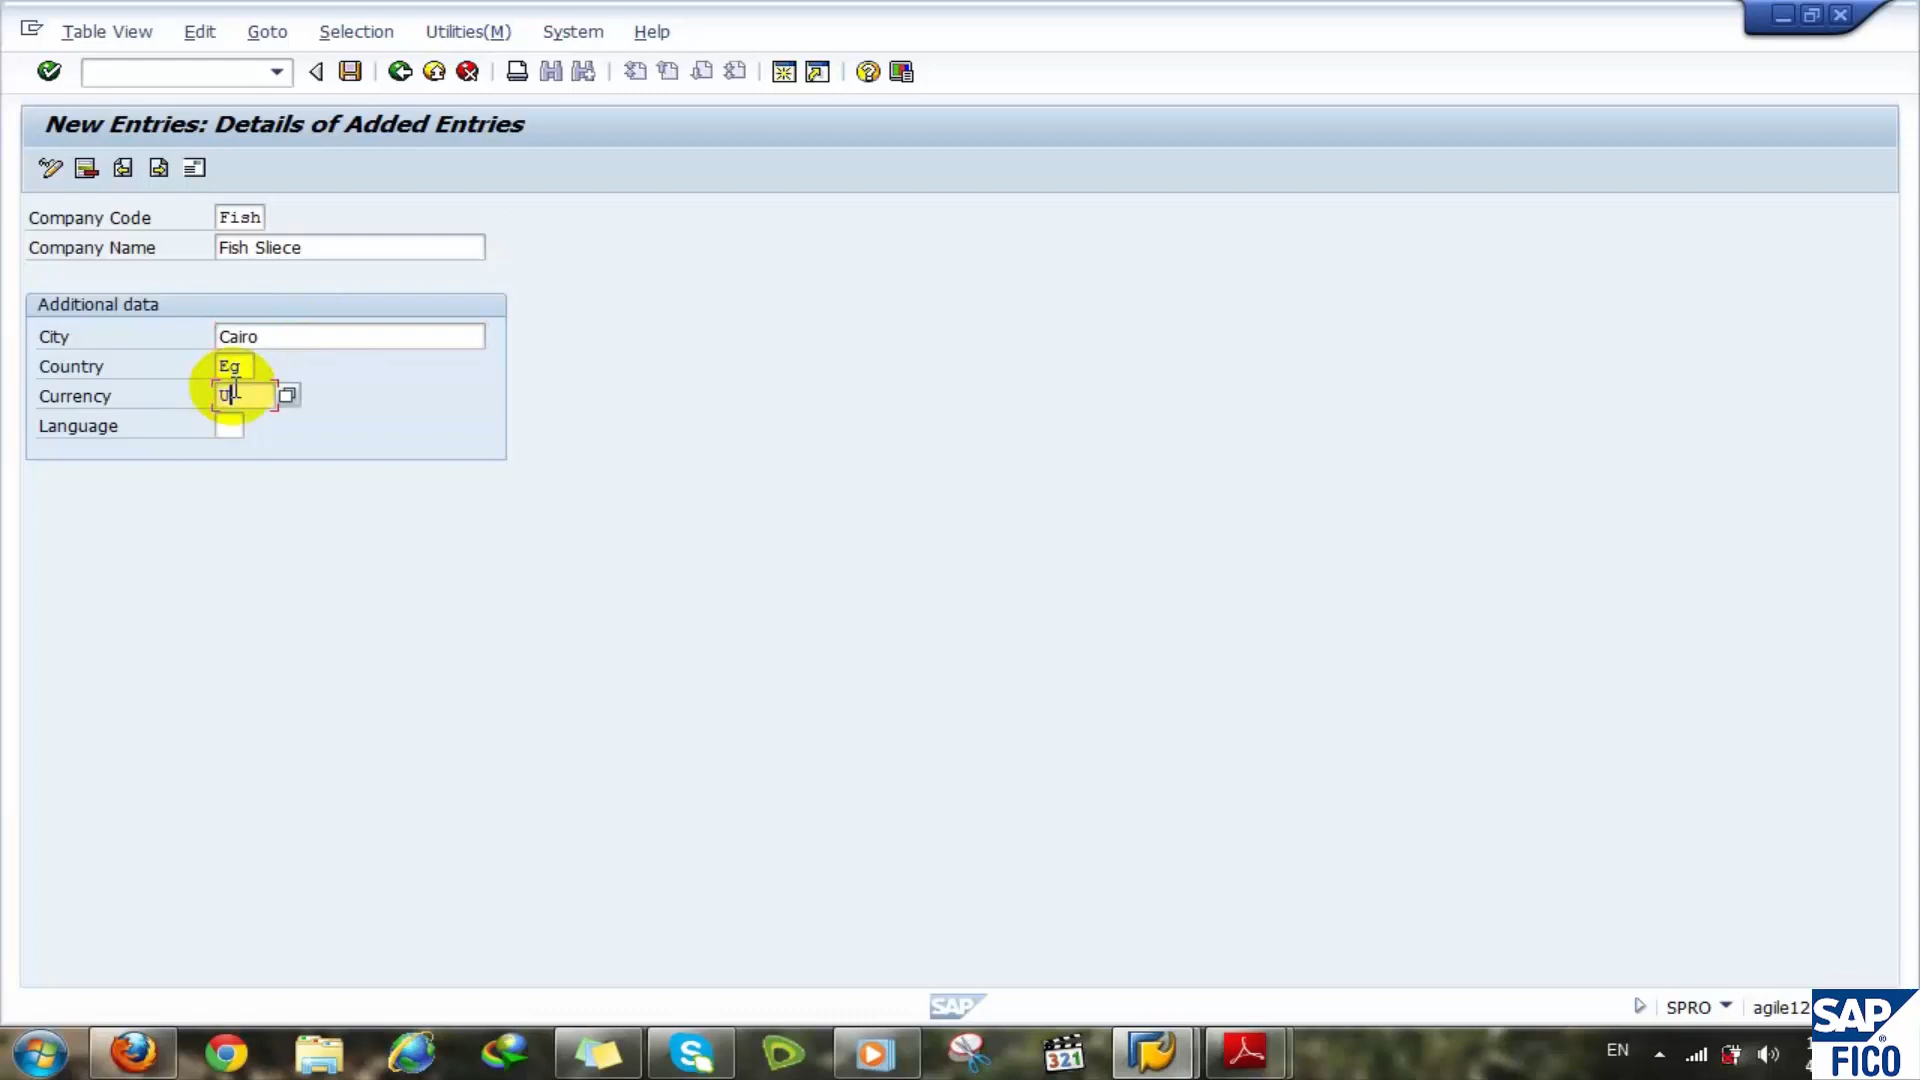 Table View Edit Goto Selection Utilities(M) System Help
New Entries: Details of Added Entries
Company Code Fish
Company Name Fish Sliece
Additional data
City Cairo
Country Eg
Currency U
Language
SAP
SPRO agile12
SAP
® FICO
321
EN